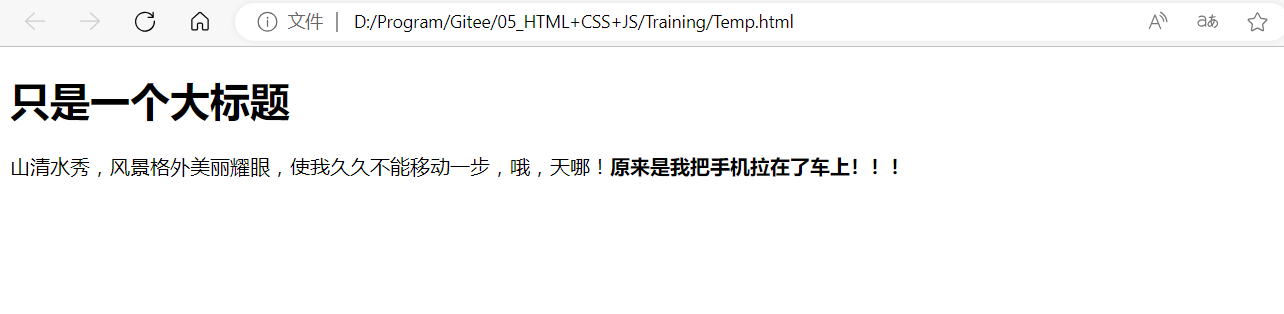 文件 | D:/Program/Gitee/05_HTML+CSS+JS/Training/Temp.html
只是一个大标题
山清水秀，风景格外美丽耀眼，使我久久不能移动一步，哦，天哪！原来是我把手机拉在了车上！！！